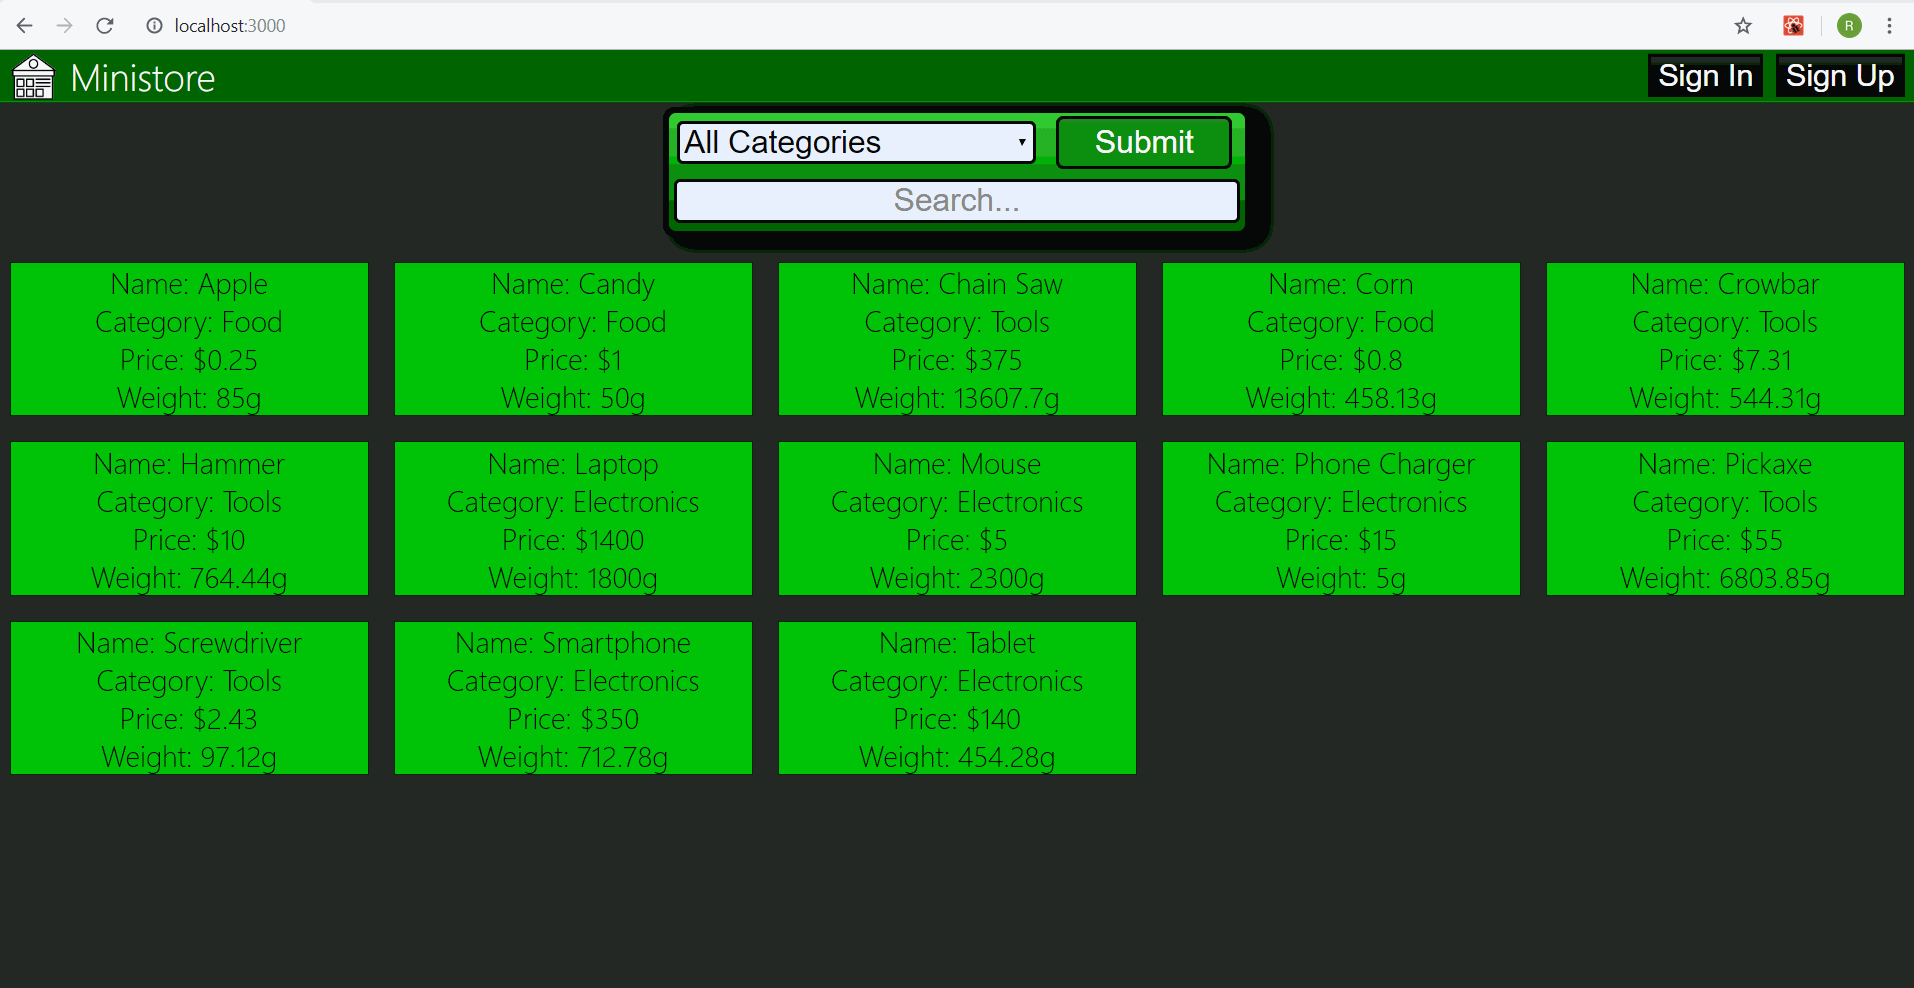 localhost:3000
R
Ministore
Sign In
Sign Up
All Categories
Submit
Search...
Name: Apple
Category: Food
Price: $0.25
Weight: 85g
Name: Candy
Category: Food
Price: $1
Weight: 50g
Name: Chain Saw
Category: Tools
Price: $375
Weight: 13607.7g
Name: Corn
Category: Food
Price: $0.8
Weight: 458.13g
Name: Crowbar
Category: Tools
Price: $7.31
Weight: 544.31g
Name: Hammer
Category: Tools
Price: $10
Weight: 764.44g
Name: Laptop
Category: Electronics
Price: $1400
Weight: 1800g
Name: Mouse
Category: Electronics
Price: $5
Weight: 2300g
Name: Phone Charger
Category: Electronics
Price: $15
Weight: 5g
Name: Pickaxe
Category: Tools
Price: $55
Weight: 6803.85g
Name: Screwdriver
Category: Tools
Price: $2.43
Weight: 97.12g
Name: Smartphone
Category: Electronics
Price: $350
Weight: 712.78g
Name: Tablet
Category: Electronics
Price: $140
Weight: 454.28g